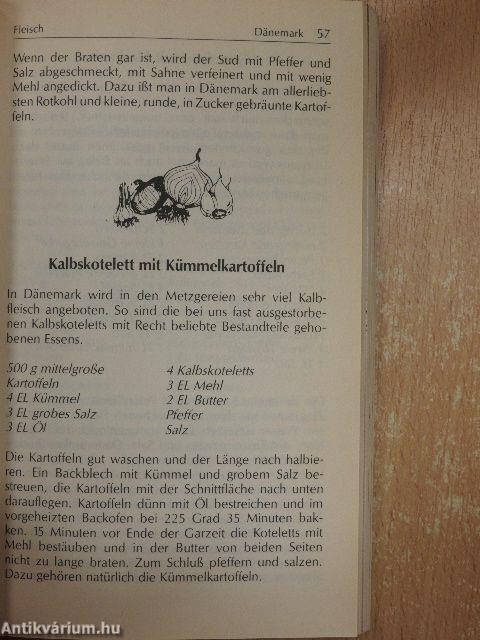 Fleisch Dänemark 57
Wenn der Braten gar ist, wird der Sud mit Pfeffer und
Salz abgeschmeckt, mit Sahne verfeinert und mit wenig
Mehl angedickt. Dazu ißt man in Dänemark am allerlieb-
sten Rotkohl und kleine, runde, in Zucker gebräunte Kartof-
feln.
Kalbskotelett mit Kümmelkartoffeln
In Dänemark wird in den Metzgereien sehr viel Kalb-
fleisch angeboten. So sind die bei uns fast ausgestorbe-
nen Kalbskoteletts mit Recht beliebte Bestandteile geho-
benen Essens.
500 g mittelgroße
Kartoffeln
4 EL Kümmel
3 EL grobes Salz
3 EL Öl
4 Kalbskoteletts
3 EL Mehl
2 EL Butter
Pfeffer
Salz
Die Kartoffeln gut waschen und der Länge nach halbie-
ren. Ein Backblech mit Kümmel und grobem Salz be-
streuen, die Kartoffeln mit der Schnittfläche nach unten
darauflegen. Kartoffeln dünn mit Öl bestreichen und im
vorgeheizten Backofen bei 225 Grad 35 Minuten bak-
ken. 15 Minuten vor Ende der Garzeit die Koteletts mit
Mehl bestäuben und in der Butter von beiden Seiten
nicht zu lange braten. Zum Schluß pfeffern und salzen.
Dazu gehören natürlich die Kümmelkartoffeln.
Antikvárium.hu